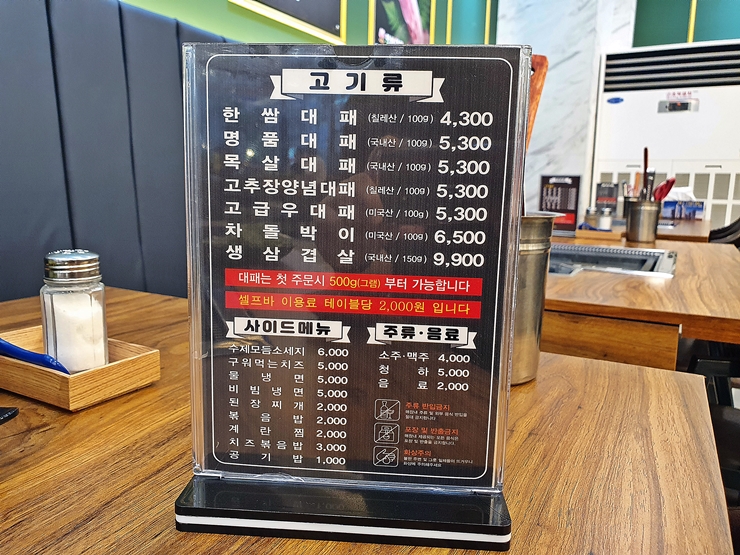 고기류
한쌈대패 (칠레산 / 100g) 4,300
명품대패 (국내산 / 100g) 5,300
목살대패 (국내산 / 100g) 5,300
고추장양념대패 (칠레산 / 100g) 5,300
고급우대패 (미국산 / 100g) 5,300
차돌박이 (미국산 / 100g) 6,500
생삼겹살 (국내산 / 150g) 9,900
대패는 첫 주문시 500g(그램) 부터 가능합니다
셀프바 이용료 테이블당 2,000원 입니다
사이드메뉴
수제모듬소세지 6,000
구워먹는치즈 5,000
물냉면 5,000
비빔냉면 5,000
된장찌개 2,000
볶음밥 2,000
계란찜 2,000
치즈볶음밥 3,000
공기밥 1,000
주류·음료
소주·맥주 4,000
청하 5,000
음료 2,000
주류 반입금지
포장 및 반출금지
화상주의